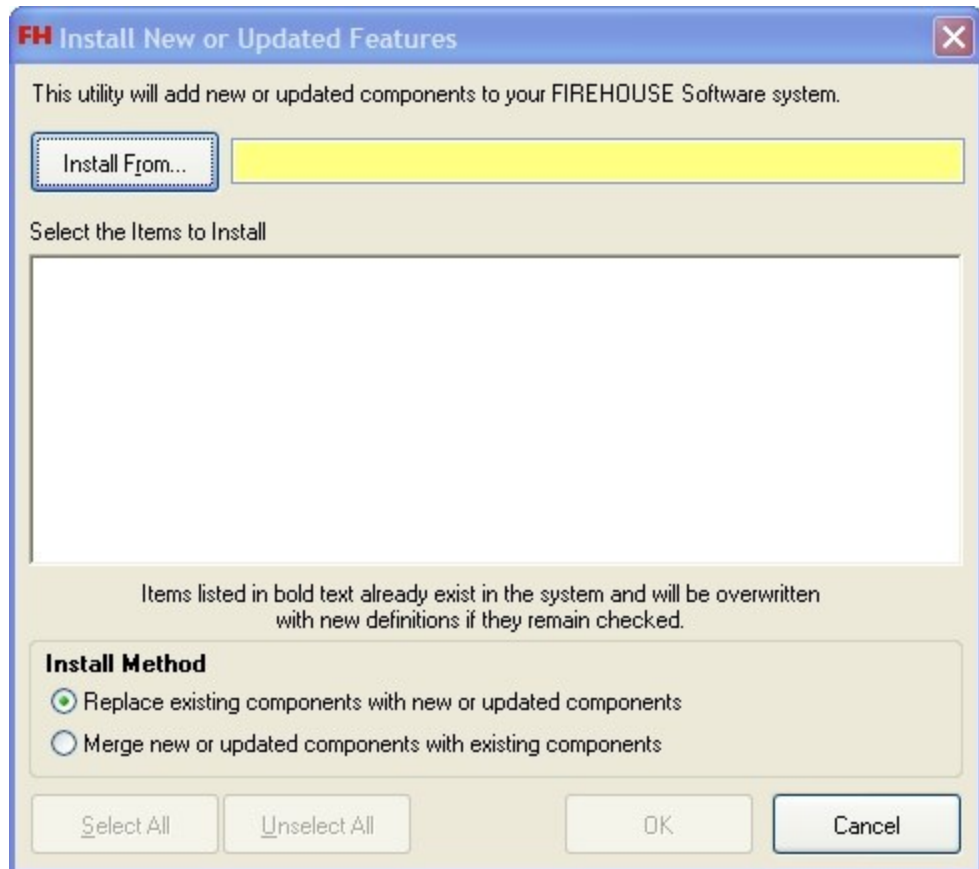 FH Install New or Updated Features
This utility will add new or updated components to your FIREHOUSE Software system.
Install From...
Select the Items to Install
Items listed in bold text already exist in the system and will be overwritten
with new definitions if they remain checked.
Install Method
Replace existing components with new or updated components
Merge new or updated components with existing components
Select All Unselect All OK Cancel